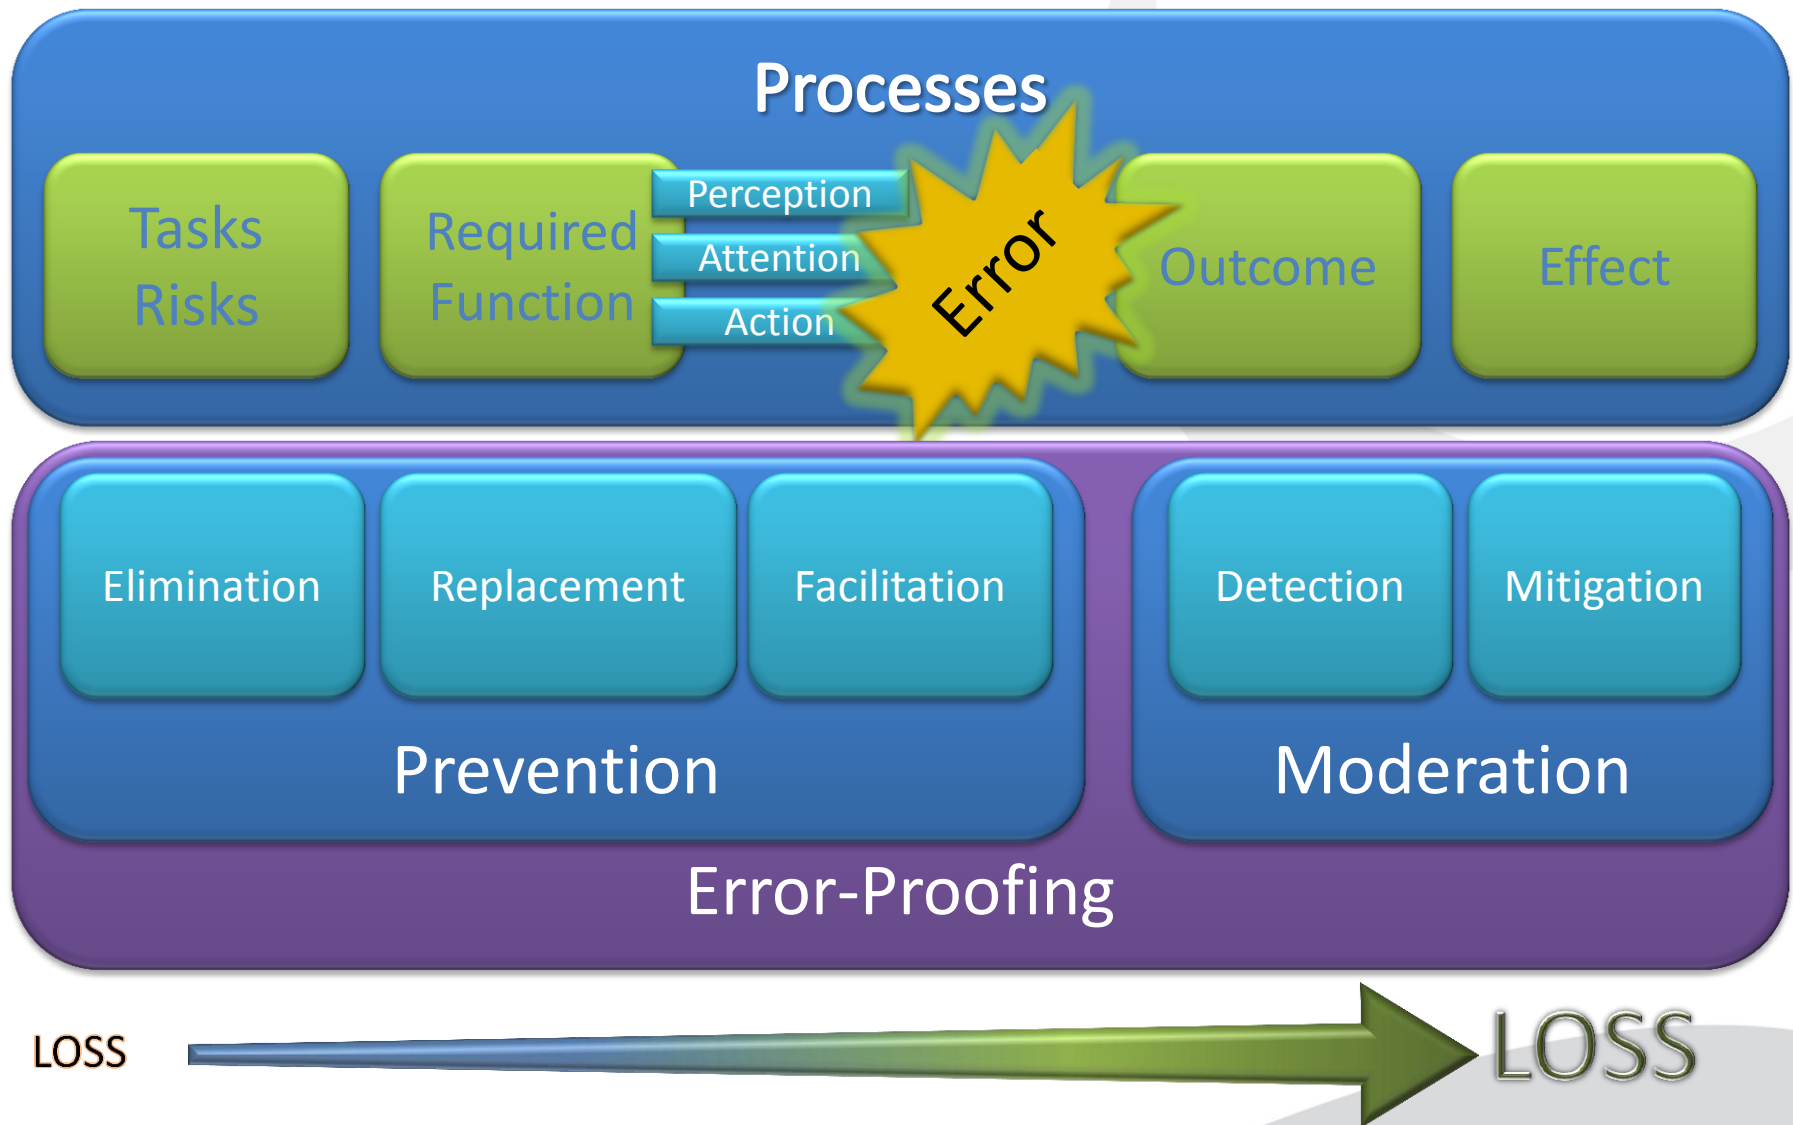 Processes
Tasks
Risks
Required
Function
Perception
Attention
Action
Error
Outcome
Effect
Elimination
Replacement
Facilitation
Prevention
Detection
Mitigation
Moderation
Error-Proofing
LOSS
LOSS